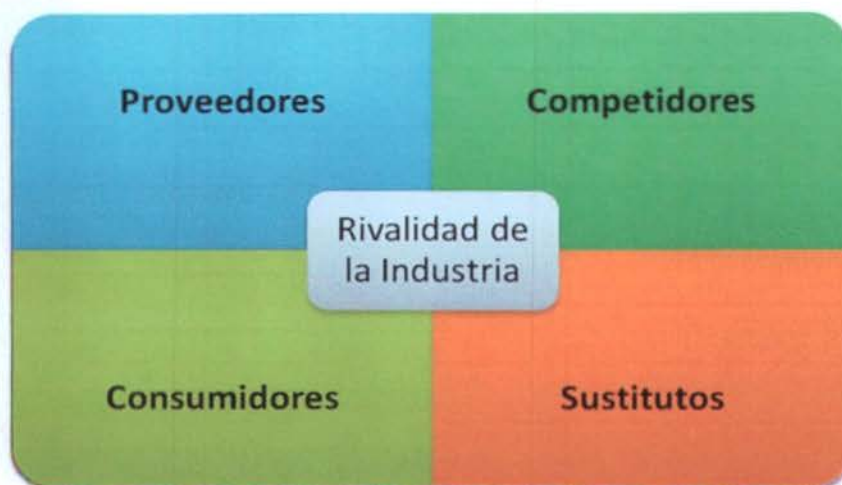 Proveedores
Competidores
Rivalidad de
la Industria
Consumidores
Sustitutos